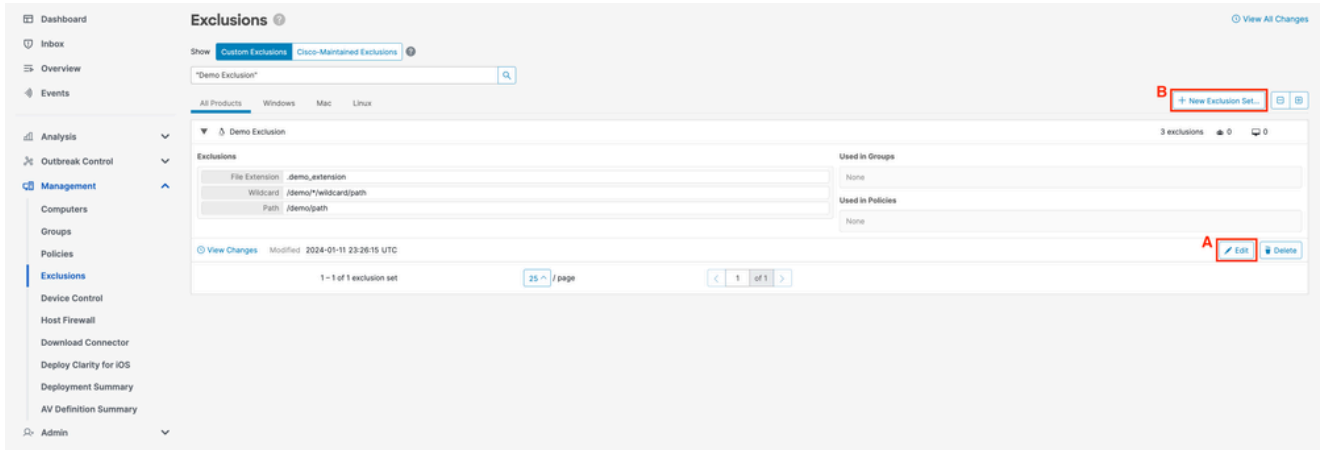 Dashboard
Inbox
Overview
Events
Analysis
Outbreak Control
Management
Computers
Groups
Policies
Exclusions
Device Control
Host Firewall
Download Connector
Deploy Clarity for iOS
Deployment Summary
AV Definition Summary
Admin
Exclusions ?
View All Changes
Show Custom Exclusions Cisco-Maintained Exclusions ?
"Demo Exclusion"
All Products Windows Mac Linux
B + New Exclusion Set...
Demo Exclusion 3 exclusions 0 0
Exclusions
File Extension .demo_extension
Wildcard /demo/*/wildcard/path
Path /demo/path
Used in Groups
None
Used in Policies
None
View Changes Modified 2024-01-11 23:26:15 UTC A Edit Delete
1 – 1 of 1 exclusion set 25 / page < 1 of 1 >